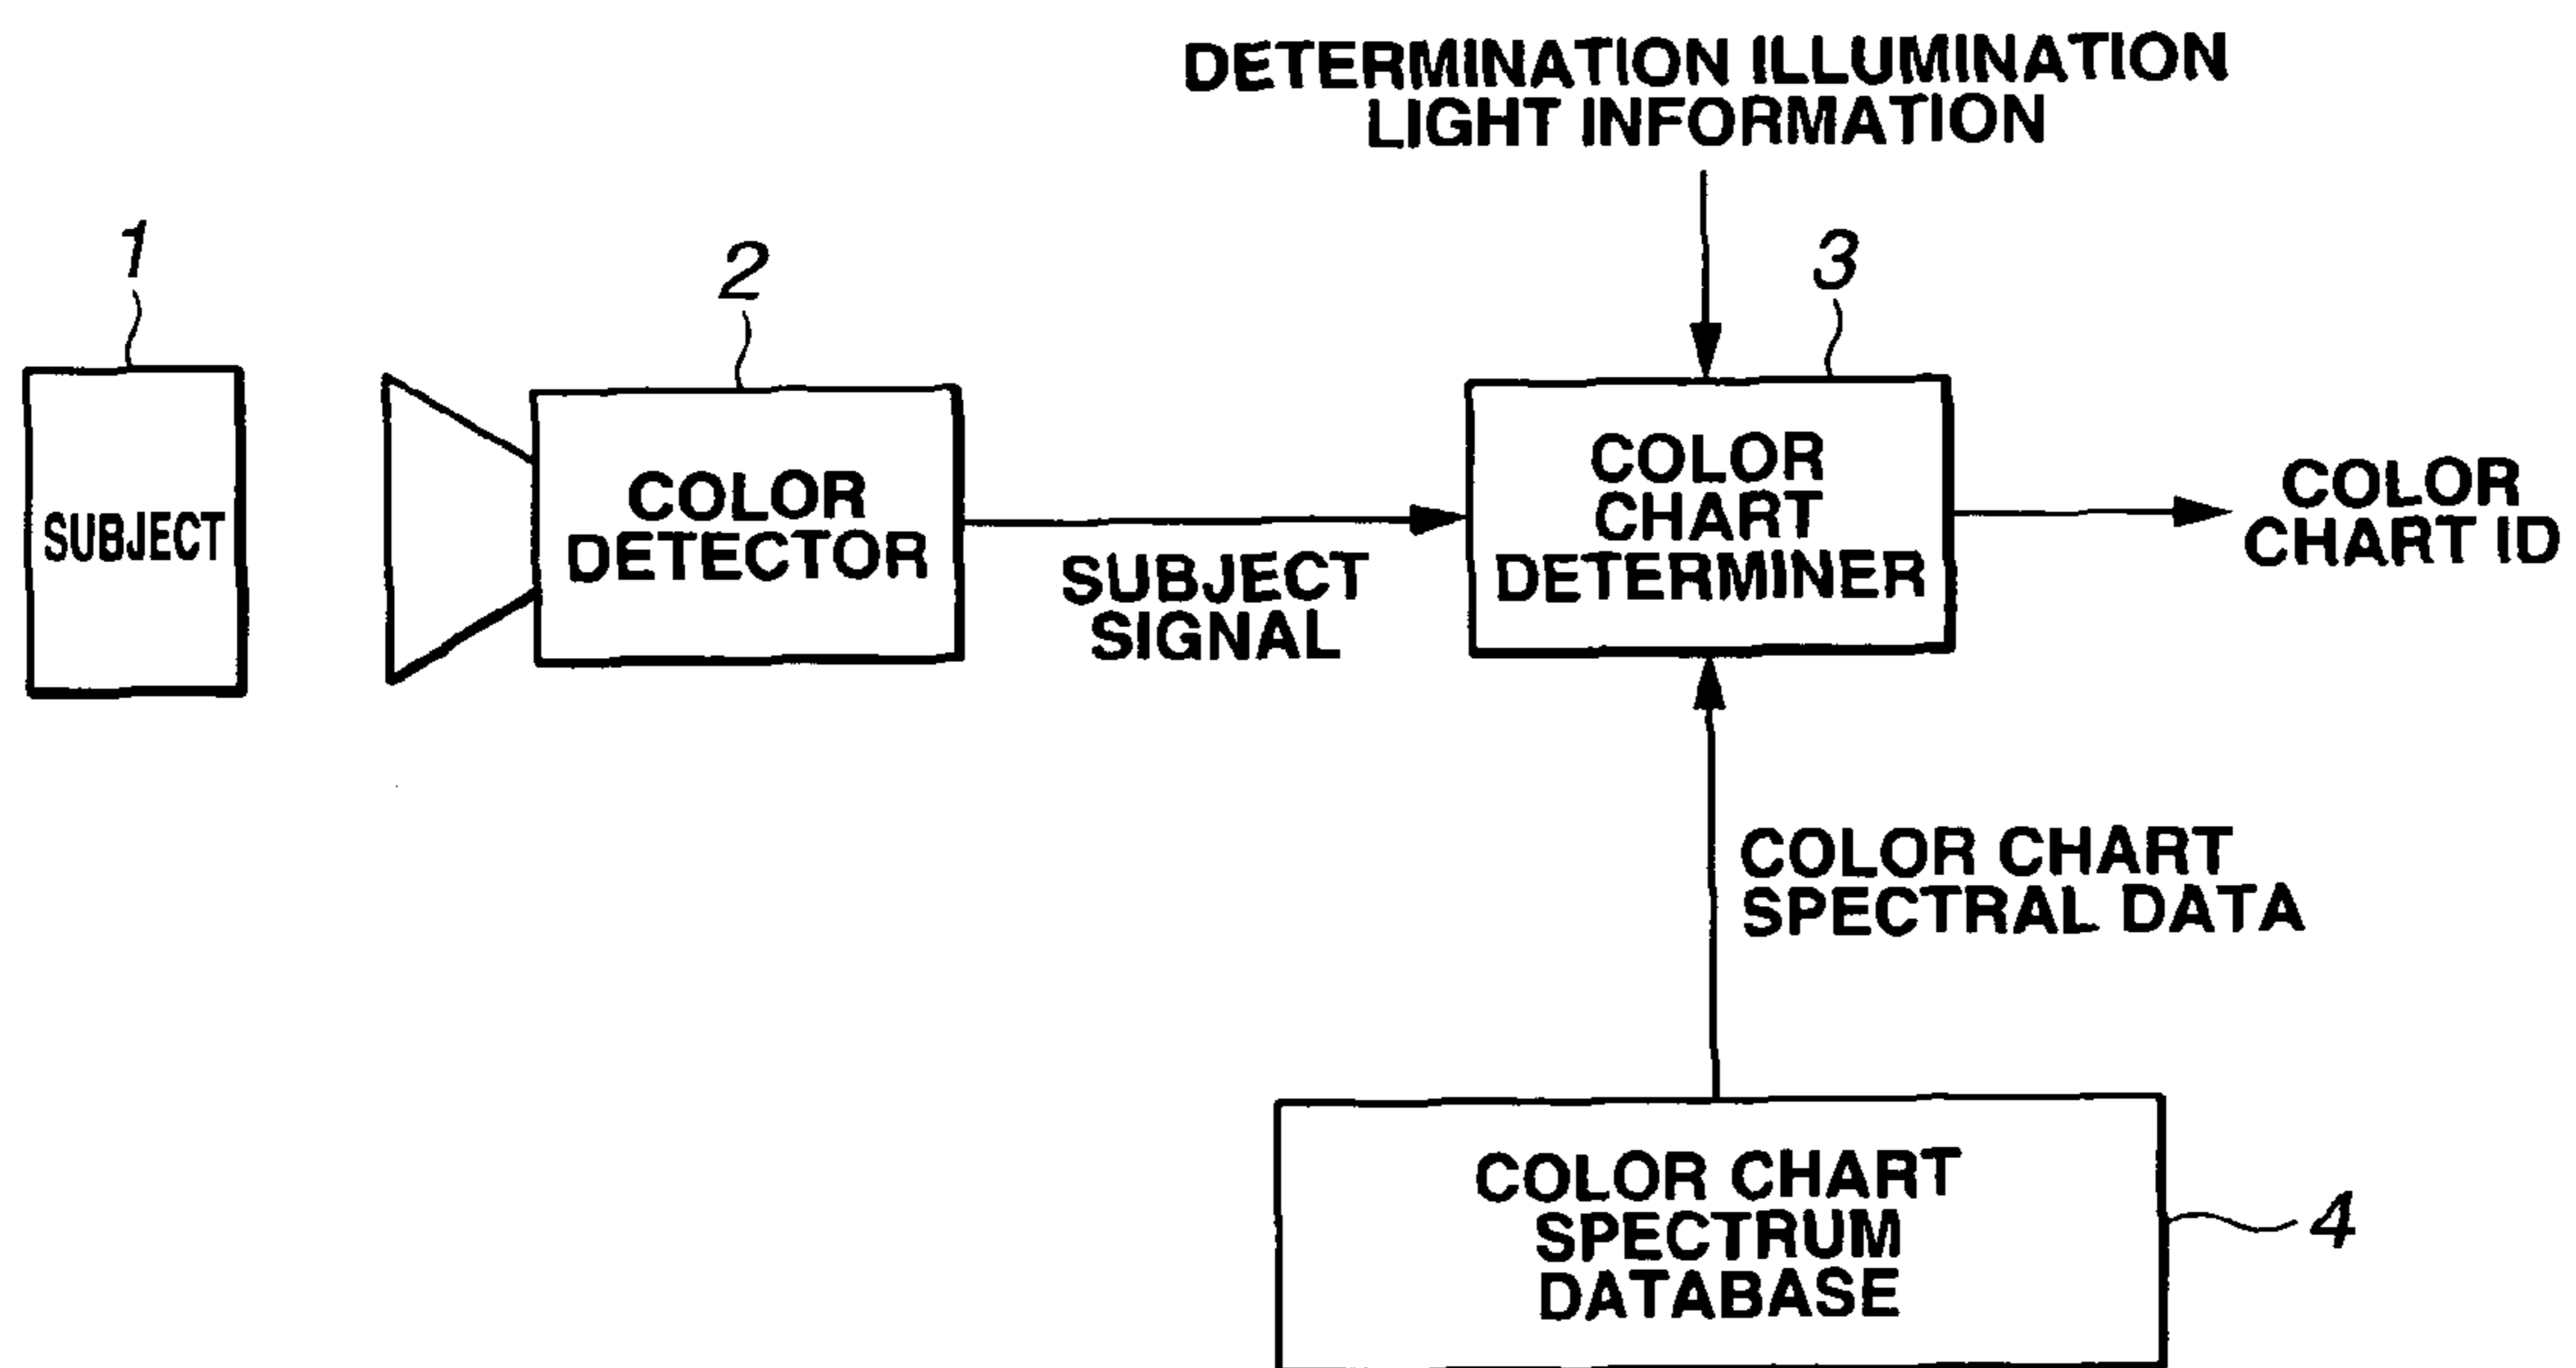 DETERMINATION ILLUMINATION
LIGHT INFORMATION
1
2
3
SUBJECT
COLOR
DETECTOR
SUBJECT
SIGNAL
COLOR
CHART
DETERMINER
COLOR
CHART ID
COLOR CHART
SPECTRAL DATA
COLOR CHART
SPECTRUM
DATABASE
4